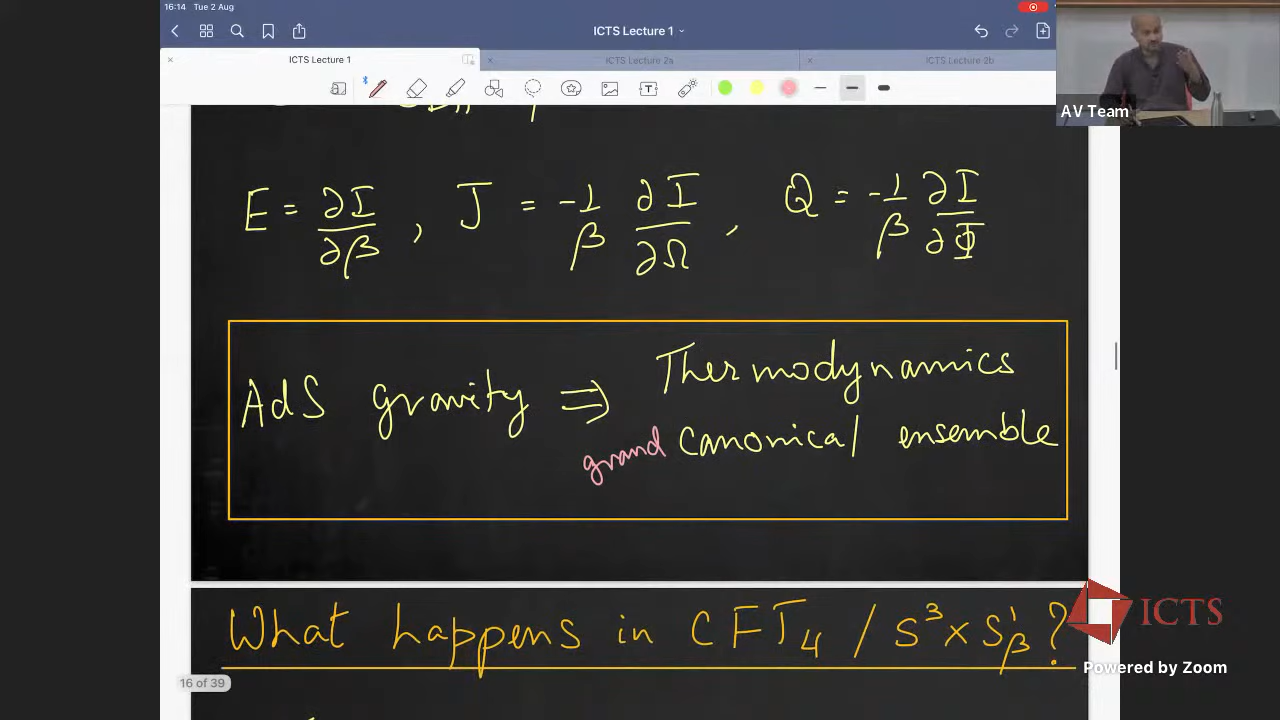 16:14 Tue 2 Aug
ICTS Lecture 1
ICTS Lecture 1
ICTS Lecture 2a
ICTS Lecture 2b
AV Team
E = ∂I/∂β , J = -1/β ∂I/∂Ω , Q = -1/β ∂I/∂Φ
AdS gravity ⇒ Thermodynamics
grand canonical ensemble
What happens in CFT₄ / S³ × S¹β ?
16 of 39
ICTS
Powered by Zoom